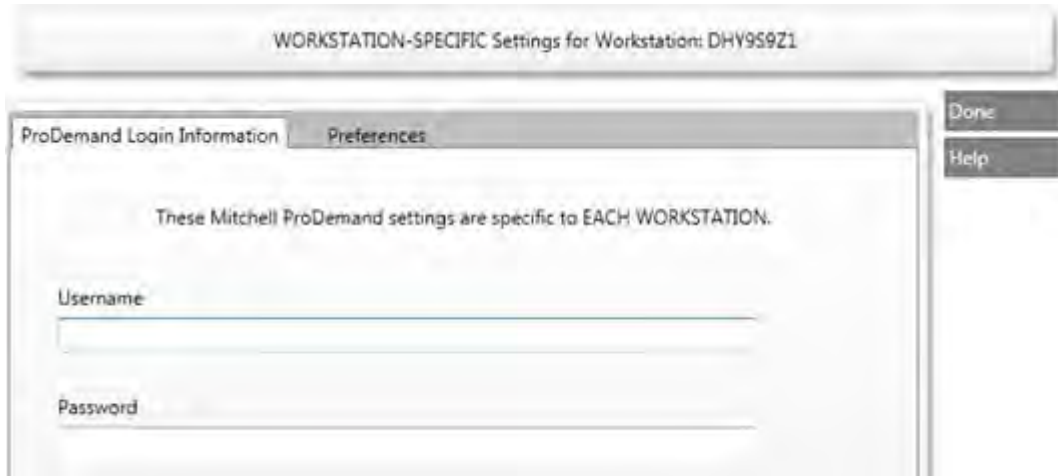 WORKSTATION-SPECIFIC Settings for Workstation: DHY9S9Z1
Done
ProDemand Login Information Preferences
Help
These Mitchell ProDemand settings are specific to EACH WORKSTATION.
Username
Password